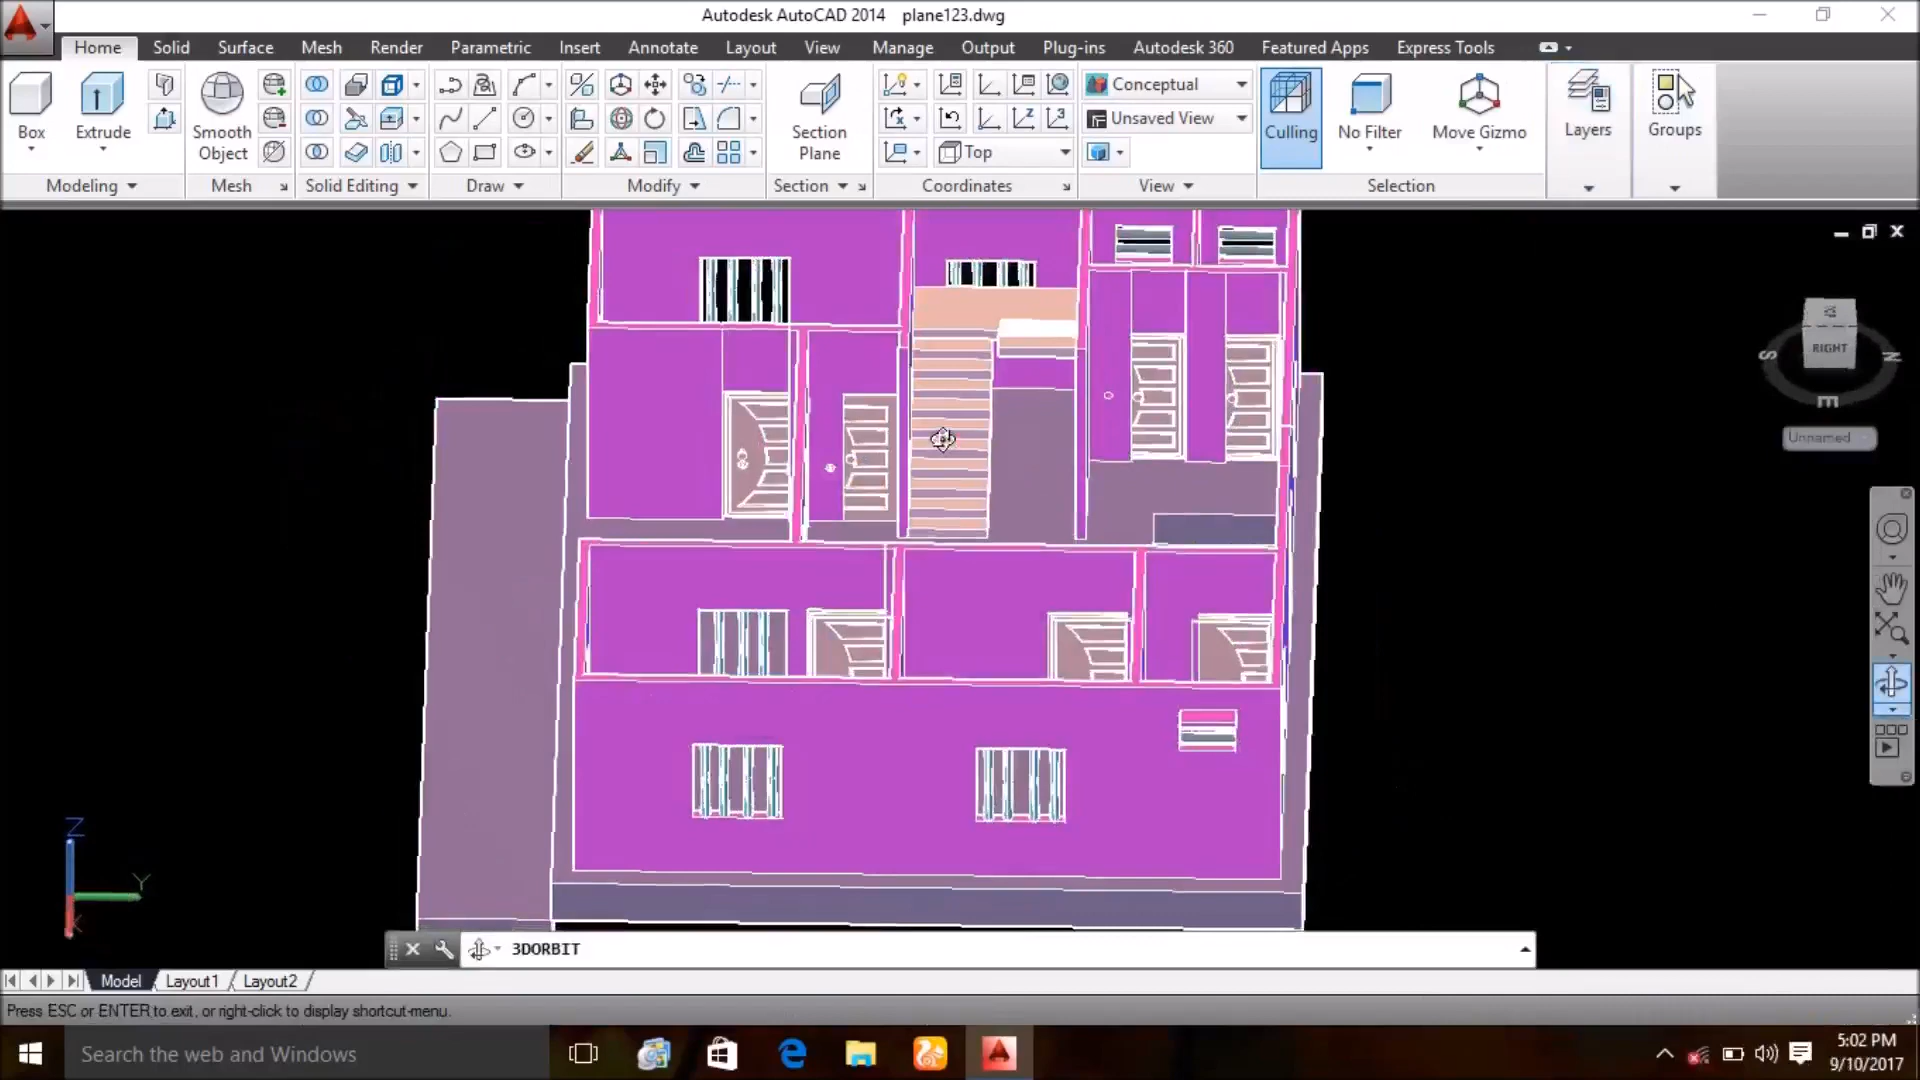 Autodesk AutoCAD 2014 plane123.dwg
Home Solid Surface Mesh Render Parametric Insert Annotate Layout View Manage Output Plug-ins Autodesk 360 Featured Apps Express Tools
Box
Extrude
Smooth Object
Section Plane
Top
Conceptual
Unsaved View
Culling
No Filter
Move Gizmo
Layers
Groups
Modeling Mesh Solid Editing Draw Modify Section Coordinates View Selection
RIGHT
S
N
E
Unnamed
Z
Y
X
3DORBIT
Model Layout1 Layout2
Press ESC or ENTER to exit, or right-click to display shortcut-menu.
Search the web and Windows
5:02 PM
9/10/2017